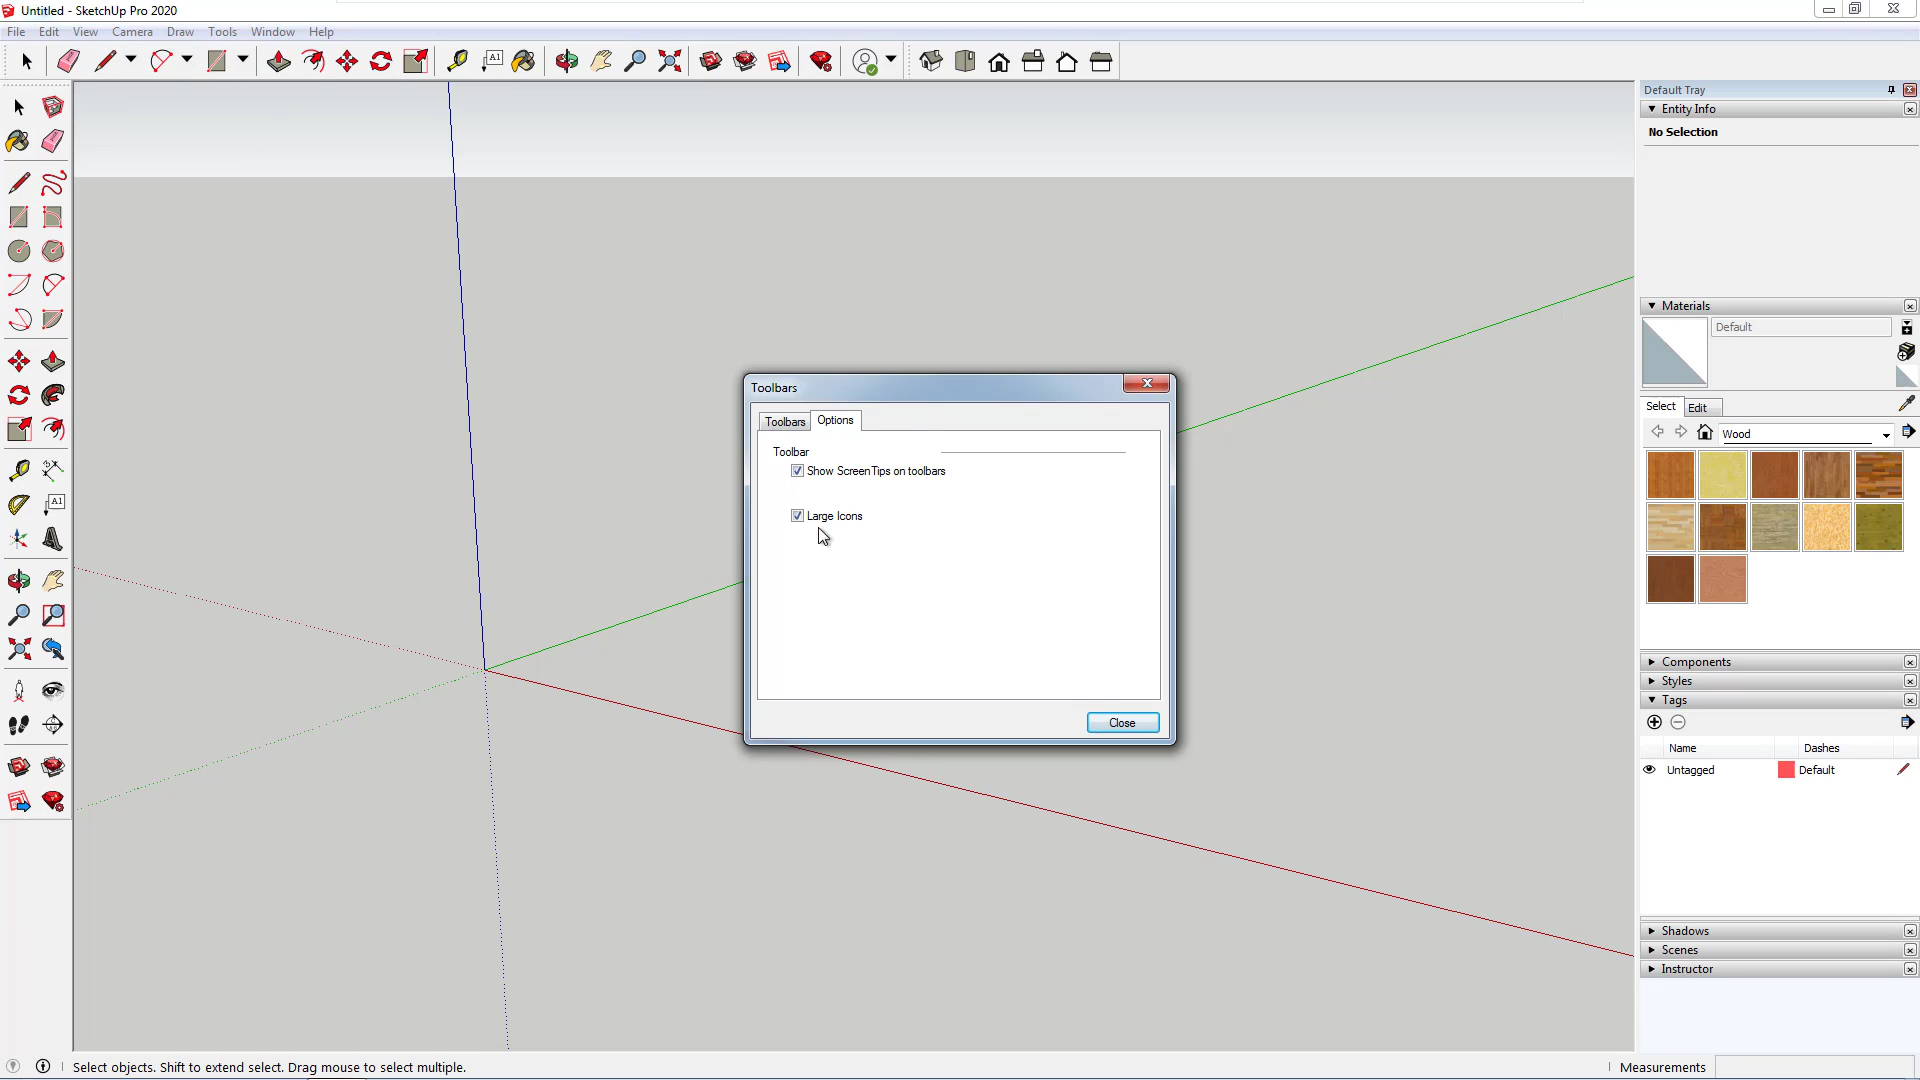 Untitled - SketchUp Pro 2020
File Edit View Camera Draw Tools Window Help
A1
Default Tray
Entity Info
No Selection
Materials
Default
Select Edit
Wood
A1
Toolbars
Toolbars Options
Toolbar
Show ScreenTips on toolbars
Large Icons
Close
Components
Styles
Tags
Name Dashes
Untagged Default
Shadows
Scenes
Instructor
Select objects. Shift to extend select. Drag mouse to select multiple.
Measurements